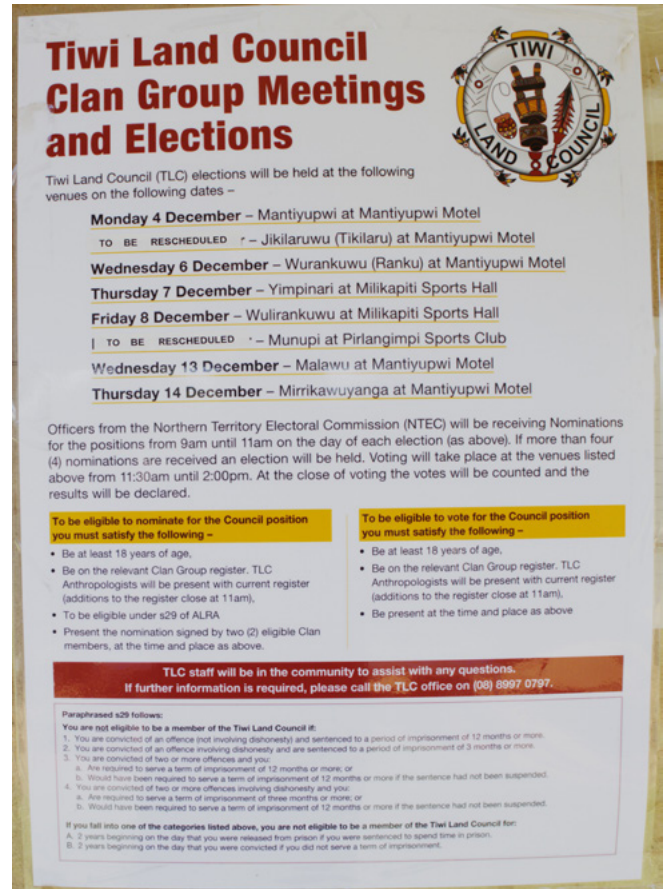 Tiwi Land Council
Clan Group Meetings
and Elections
TIWI
LAND COUNCIL
Tiwi Land Council (TLC) elections will be held at the following
venues on the following dates –
Monday 4 December – Mantiyupwi at Mantiyupwi Motel
TO BE RESCHEDULED – Jikilaruwu (Tikilaru) at Mantiyupwi Motel
Wednesday 6 December – Wurankuwu (Ranku) at Mantiyupwi Motel
Thursday 7 December – Yimpinari at Milikapiti Sports Hall
Friday 8 December – Wulirankuwu at Milikapiti Sports Hall
TO BE RESCHEDULED – Munupi at Pirlangimpi Sports Club
Wednesday 13 December – Malawu at Mantiyupwi Motel
Thursday 14 December – Mirrikawuyanga at Mantiyupwi Motel
Officers from the Northern Territory Electoral Commission (NTEC) will be receiving Nominations
for the positions from 9am until 11am on the day of each election (as above). If more than four
(4) nominations are received an election will be held. Voting will take place at the venues listed
above from 11:30am until 2:00pm. At the close of voting the votes will be counted and the
results will be declared.
To be eligible to nominate for the Council position
you must satisfy the following –
• Be at least 18 years of age,
• Be on the relevant Clan Group register. TLC
Anthropologists will be present with current register
(additions to the register close at 11am),
• To be eligible under s29 of ALRA
• Present the nomination signed by two (2) eligible Clan
members, at the time and place as above.
To be eligible to vote for the Council position
you must satisfy the following –
• Be at least 18 years of age,
• Be on the relevant Clan Group register. TLC
Anthropologists will be present with current register
(additions to the register close at 11am),
• Be present at the time and place as above
TLC staff will be in the community to assist with any questions.
If further information is required, please call the TLC office on (08) 8997 0797.
Paraphrased s29 follows:
You are not eligible to be a member of the Tiwi Land Council if:
1. You are convicted of an offence (not involving dishonesty) and sentenced to a period of imprisonment of 12 months or more.
2. You are convicted of an offence involving dishonesty and are sentenced to a period of imprisonment of 3 months or more.
3. You are convicted of two or more offences and you:
a. Are required to serve a term of imprisonment of 12 months or more; or
b. Would have been required to serve a term of imprisonment of 12 months or more if the sentence had not been suspended.
4. You are convicted of two or more offences involving dishonesty and you:
a. Are required to serve a term of imprisonment of three months or more; or
b. Would have been required to serve a term of imprisonment of 12 months or more if the sentence had not been suspended.
If you fall into one of the categories listed above, you are not eligible to be a member of the Tiwi Land Council for:
A. 2 years beginning on the day that you were released from prison if you were sentenced to spend time in prison.
B. 2 years beginning on the day that you were convicted if you did not serve a term of imprisonment.